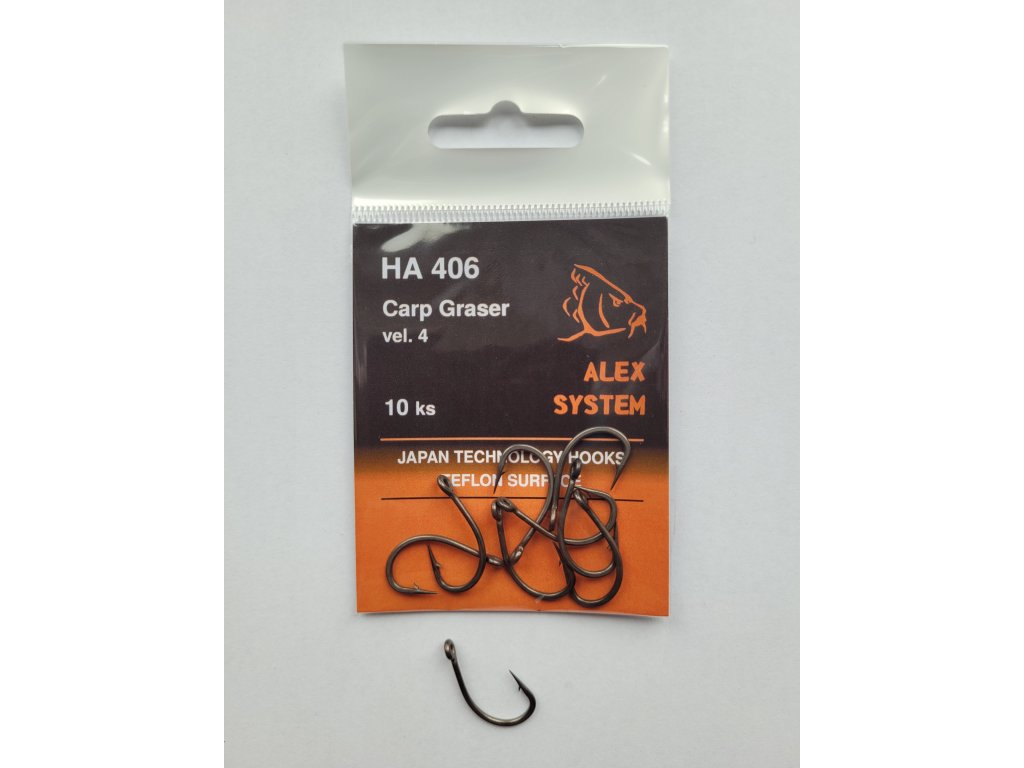 HA 406
Carp Graser
vel. 4
ALEX
SYSTEM
10 ks
JAPAN TECHNOLOGY HOOKS
TEFLON SURFACE